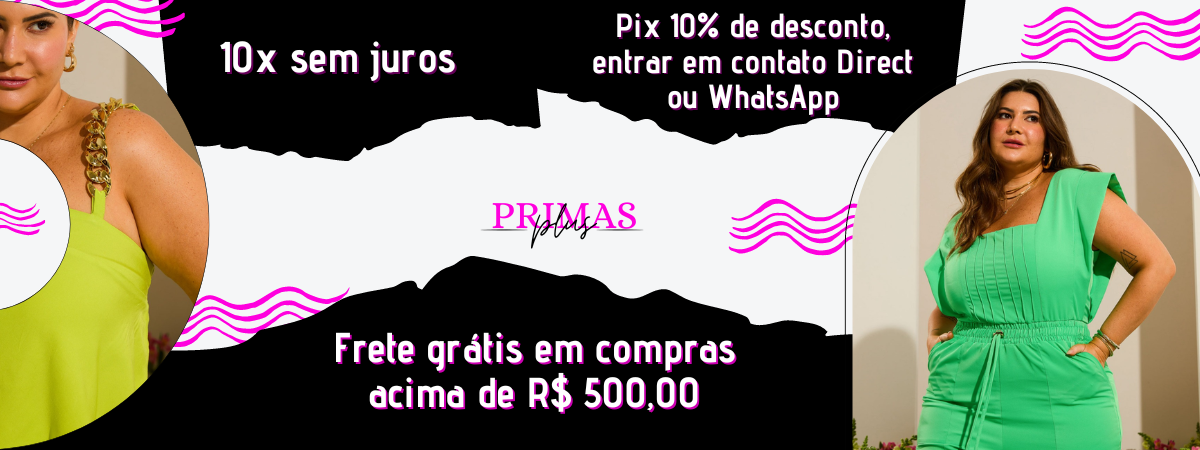 10x sem juros
Pix 10% de desconto,
entrar em contato Direct
ou WhatsApp
PRIMAS
plus
Frete grátis em compras
acima de R$ 500,00